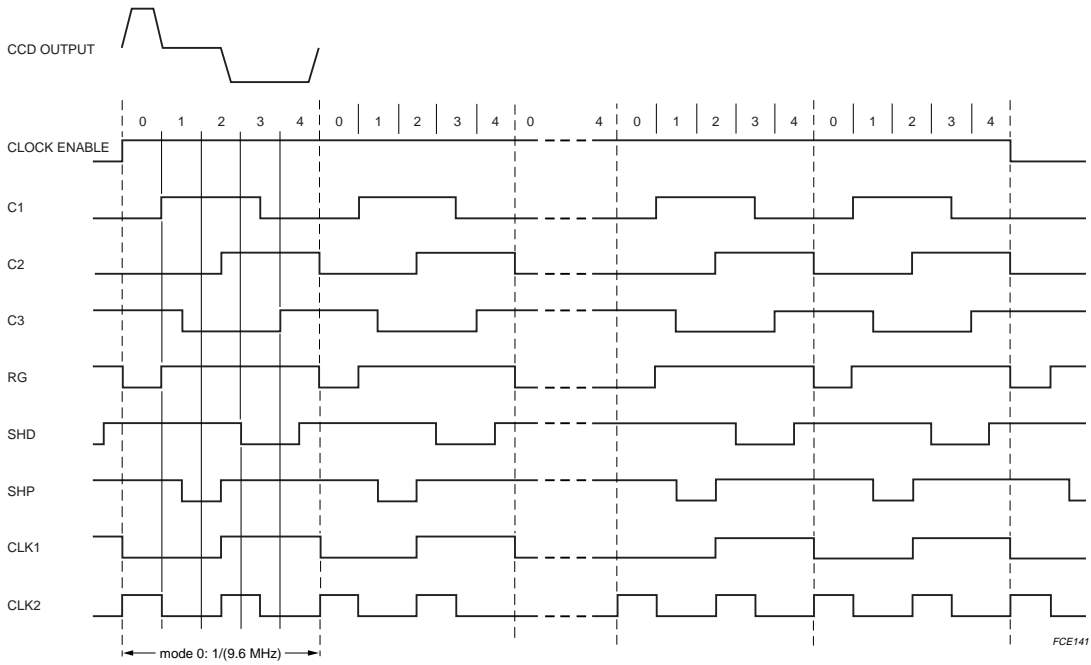 CCD OUTPUT
0 1 2 3 4 0 1 2 3 4 0 4 0 1 2 3 4 0 1 2 3 4
CLOCK ENABLE
C1
C2
C3
RG
SHD
SHP
CLK1
CLK2
FCE141
mode 0: 1/(9.6 MHz)